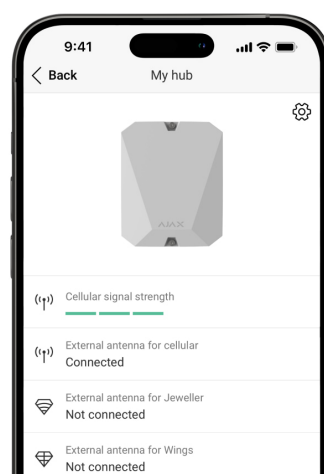 9:41
Back
My hub
AJAX
Cellular signal strength
External antenna for cellular
Connected
External antenna for Jeweller
Not connected
External antenna for Wings
Not connected